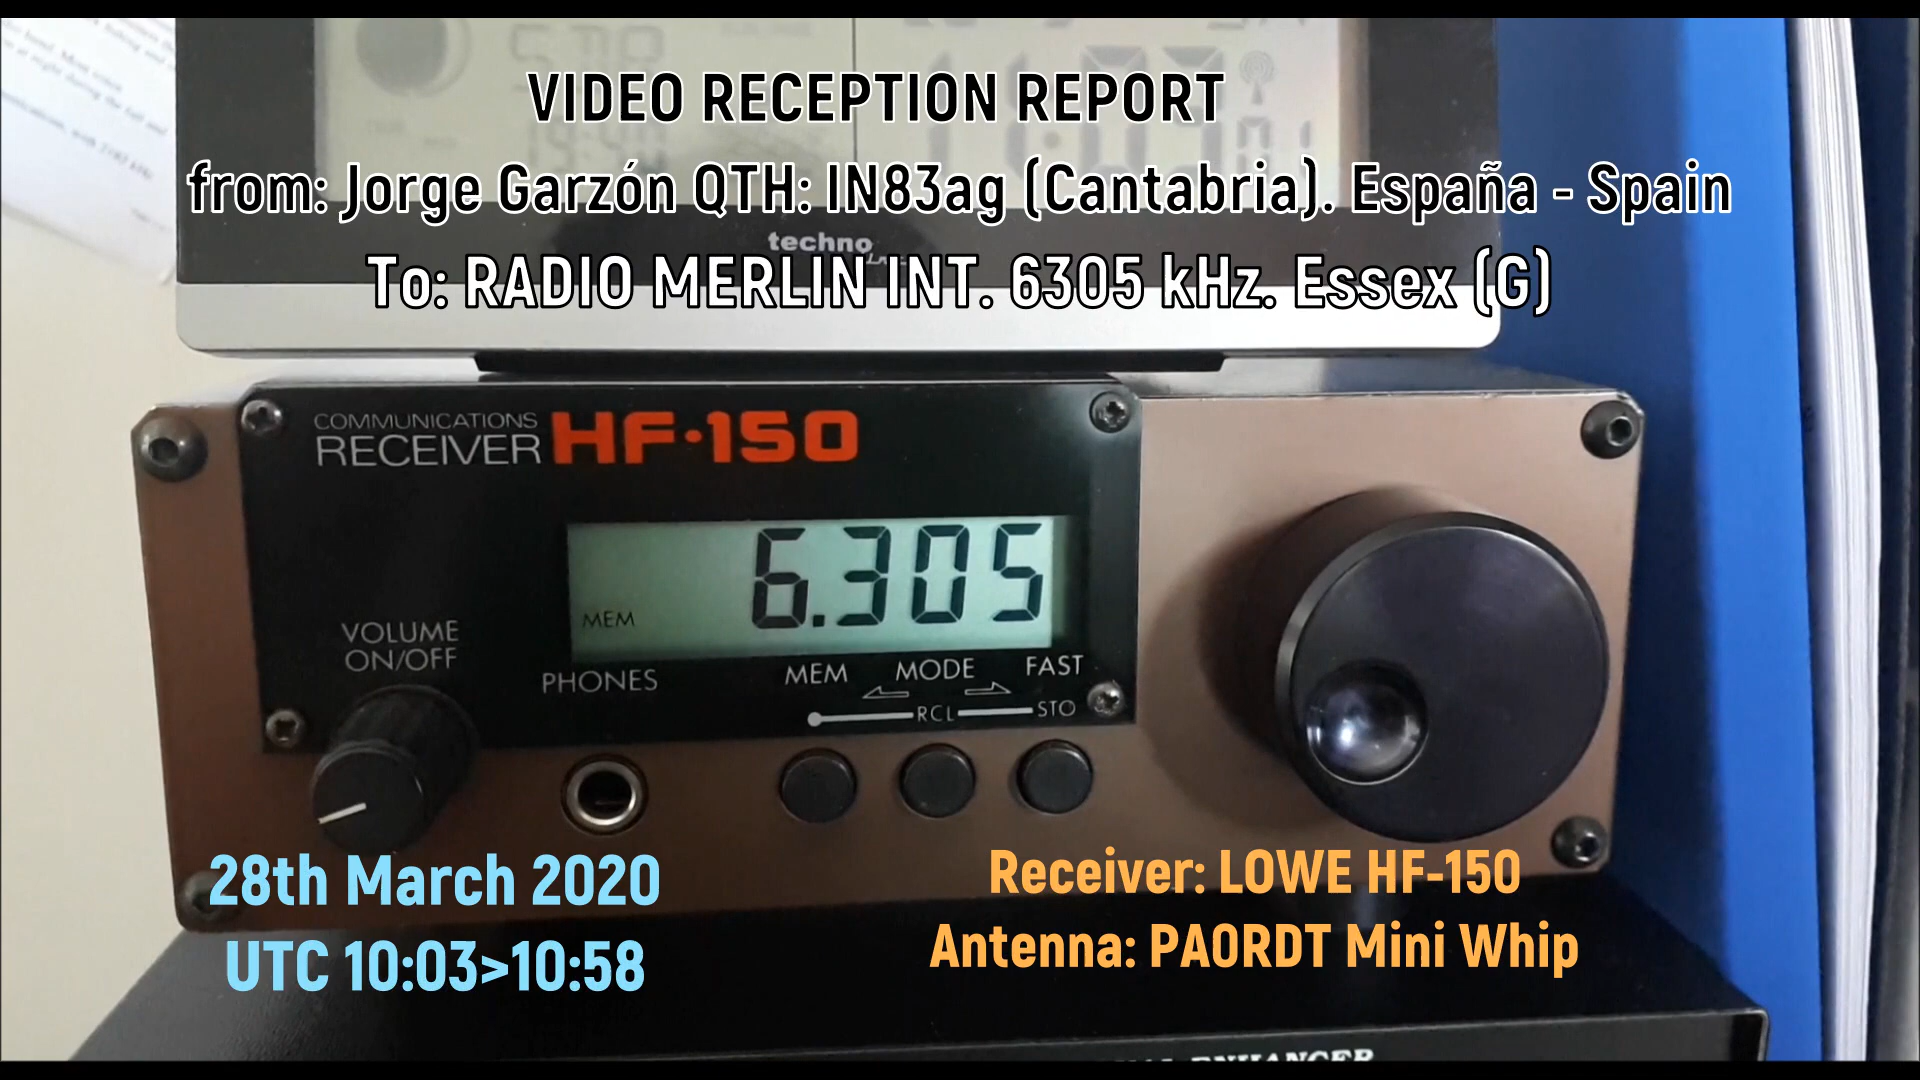 VIDEO RECEPTION REPORT
from: Jorge Garzón QTH: IN83ag (Cantabria). España - Spain
techno
To: RADIO MERLIN INT. 6305 kHz. Essex (G)
COMMUNICATIONS
RECEIVER HF·150
6.305
MEM
VOLUME
ON/OFF
PHONES
MEM MODE FAST
RCL STO
28th March 2020
UTC 10:03>10:58
Receiver: LOWE HF-150
Antenna: PA0RDT Mini Whip
ENHANCER